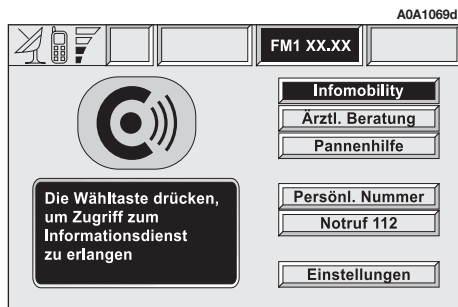 A0A1069d
FM1 XX.XX
Infomobility
Ärztl. Beratung
Pannenhilfe
Die Wähltaste drücken,
um Zugriff zum
Informationsdienst
zu erlangen
Persönl. Nummer
Notruf 112
Einstellungen